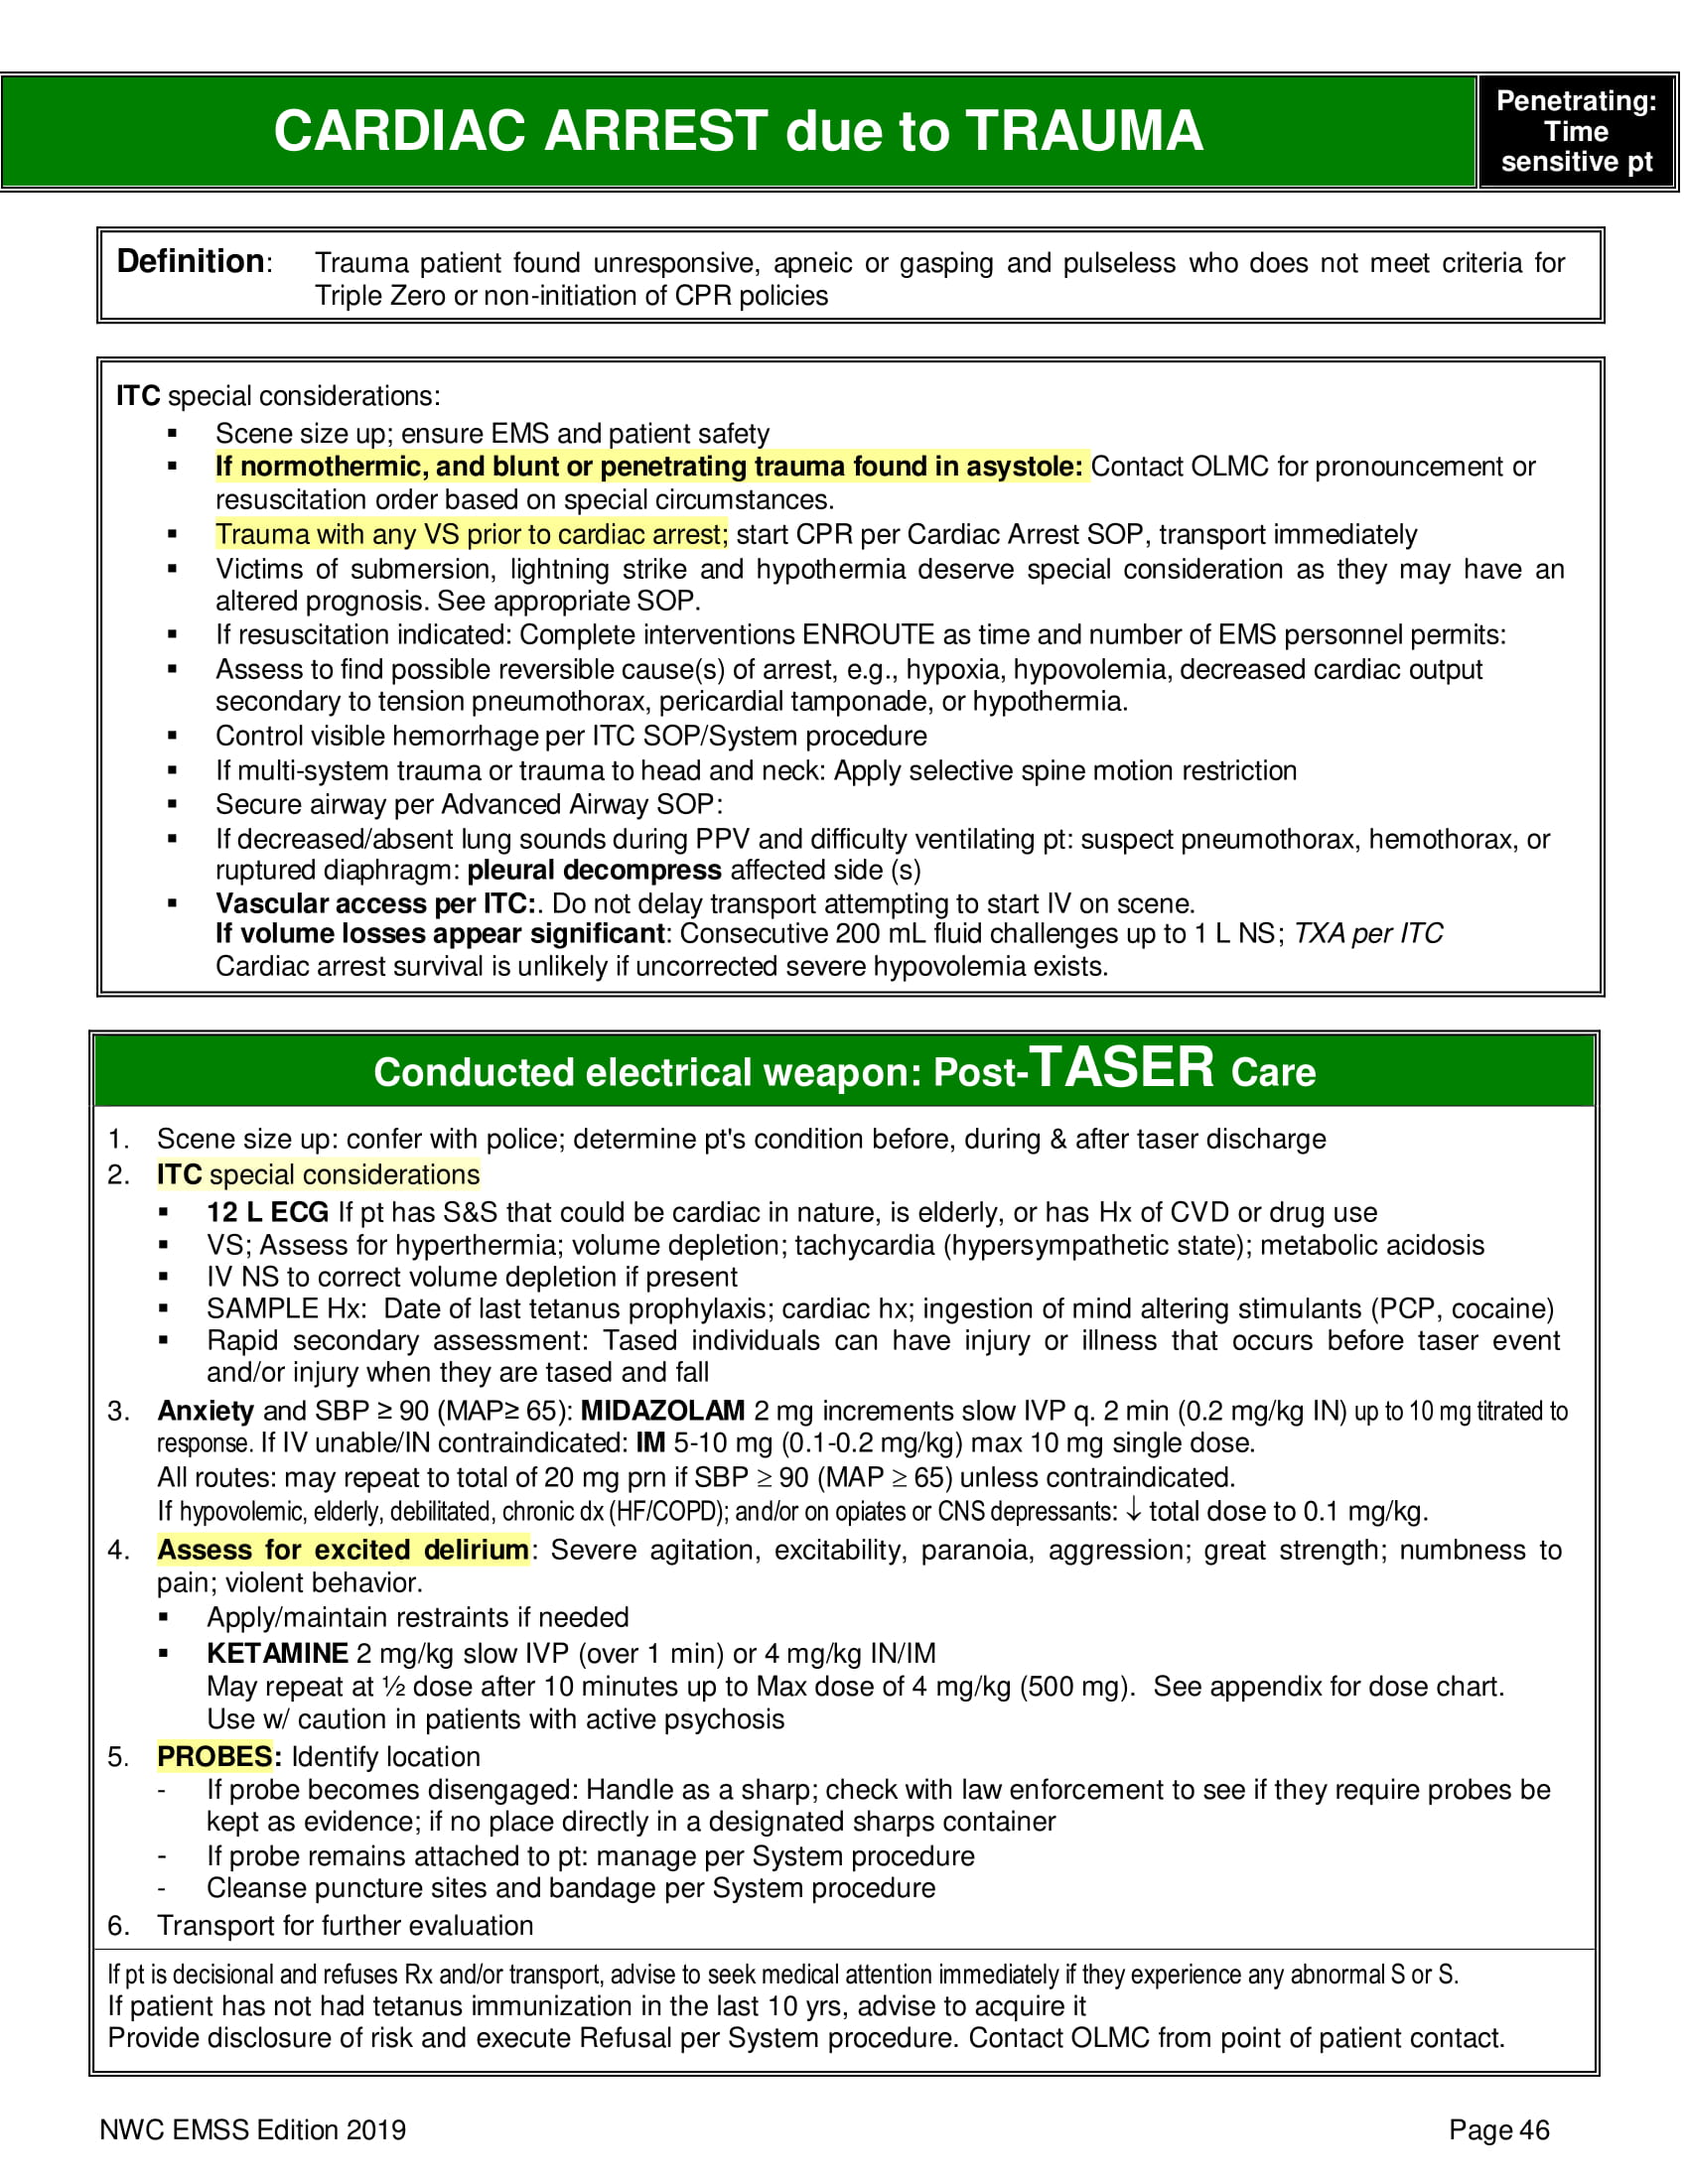 CARDIAC ARREST due to TRAUMA
Penetrating:
Time
sensitive pt
Definition: Trauma patient found unresponsive, apneic or gasping and pulseless who does not meet criteria for
Triple Zero or non-initiation of CPR policies
ITC special considerations:
▪ Scene size up; ensure EMS and patient safety
▪ If normothermic, and blunt or penetrating trauma found in asystole: Contact OLMC for pronouncement or
resuscitation order based on special circumstances.
▪ Trauma with any VS prior to cardiac arrest; start CPR per Cardiac Arrest SOP, transport immediately
▪ Victims of submersion, lightning strike and hypothermia deserve special consideration as they may have an
altered prognosis. See appropriate SOP.
▪ If resuscitation indicated: Complete interventions ENROUTE as time and number of EMS personnel permits:
▪ Assess to find possible reversible cause(s) of arrest, e.g., hypoxia, hypovolemia, decreased cardiac output
secondary to tension pneumothorax, pericardial tamponade, or hypothermia.
▪ Control visible hemorrhage per ITC SOP/System procedure
▪ If multi-system trauma or trauma to head and neck: Apply selective spine motion restriction
▪ Secure airway per Advanced Airway SOP:
▪ If decreased/absent lung sounds during PPV and difficulty ventilating pt: suspect pneumothorax, hemothorax, or
ruptured diaphragm: pleural decompress affected side (s)
▪ Vascular access per ITC:. Do not delay transport attempting to start IV on scene.
If volume losses appear significant: Consecutive 200 mL fluid challenges up to 1 L NS; TXA per ITC
Cardiac arrest survival is unlikely if uncorrected severe hypovolemia exists.
Conducted electrical weapon: Post-TASER Care
1. Scene size up: confer with police; determine pt's condition before, during & after taser discharge
2. ITC special considerations
▪ 12 L ECG If pt has S&S that could be cardiac in nature, is elderly, or has Hx of CVD or drug use
▪ VS; Assess for hyperthermia; volume depletion; tachycardia (hypersympathetic state); metabolic acidosis
▪ IV NS to correct volume depletion if present
▪ SAMPLE Hx: Date of last tetanus prophylaxis; cardiac hx; ingestion of mind altering stimulants (PCP, cocaine)
▪ Rapid secondary assessment: Tased individuals can have injury or illness that occurs before taser event
and/or injury when they are tased and fall
3. Anxiety and SBP ≥ 90 (MAP≥ 65): MIDAZOLAM 2 mg increments slow IVP q. 2 min (0.2 mg/kg IN) up to 10 mg titrated to
response. If IV unable/IN contraindicated: IM 5-10 mg (0.1-0.2 mg/kg) max 10 mg single dose.
All routes: may repeat to total of 20 mg prn if SBP ≥ 90 (MAP ≥ 65) unless contraindicated.
If hypovolemic, elderly, debilitated, chronic dx (HF/COPD); and/or on opiates or CNS depressants: ↓ total dose to 0.1 mg/kg.
4. Assess for excited delirium: Severe agitation, excitability, paranoia, aggression; great strength; numbness to
pain; violent behavior.
▪ Apply/maintain restraints if needed
▪ KETAMINE 2 mg/kg slow IVP (over 1 min) or 4 mg/kg IN/IM
May repeat at ½ dose after 10 minutes up to Max dose of 4 mg/kg (500 mg). See appendix for dose chart.
Use w/ caution in patients with active psychosis
5. PROBES: Identify location
- If probe becomes disengaged: Handle as a sharp; check with law enforcement to see if they require probes be
kept as evidence; if no place directly in a designated sharps container
- If probe remains attached to pt: manage per System procedure
- Cleanse puncture sites and bandage per System procedure
6. Transport for further evaluation
If pt is decisional and refuses Rx and/or transport, advise to seek medical attention immediately if they experience any abnormal S or S.
If patient has not had tetanus immunization in the last 10 yrs, advise to acquire it
Provide disclosure of risk and execute Refusal per System procedure. Contact OLMC from point of patient contact.
NWC EMSS Edition 2019
Page 46